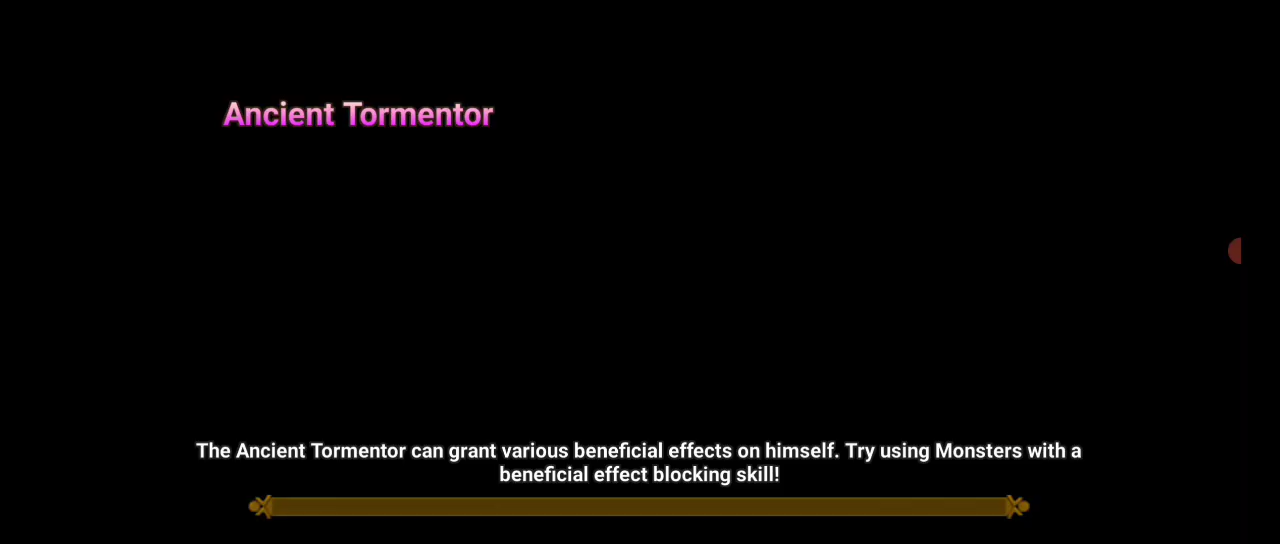 Ancient Tormentor
The Ancient Tormentor can grant various beneficial effects on himself. Try using Monsters with a
beneficial effect blocking skill!